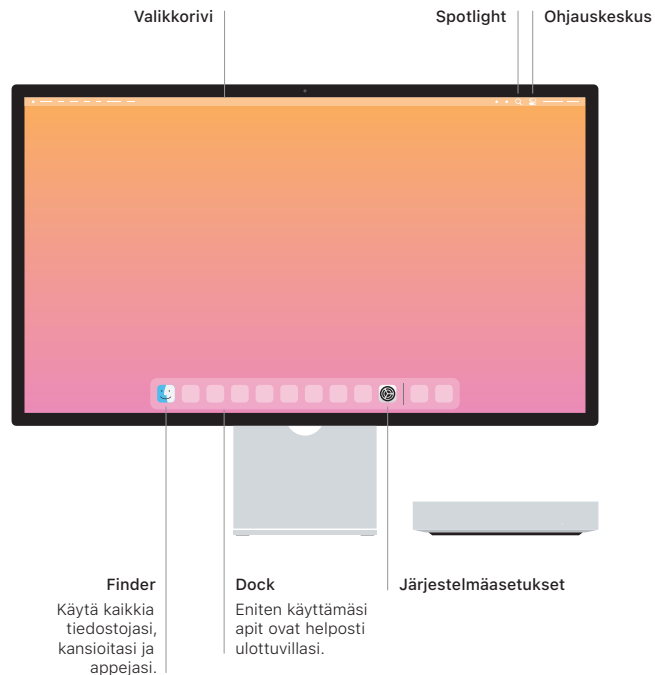 Valikkorivi
Spotlight
Ohjauskeskus
Finder
Käytä kaikkia
tiedostojasi,
kansioitasi ja
appejasi.
Dock
Eniten käyttämäsi
apit ovat helposti
ulottuvillasi.
Järjestelmäasetukset